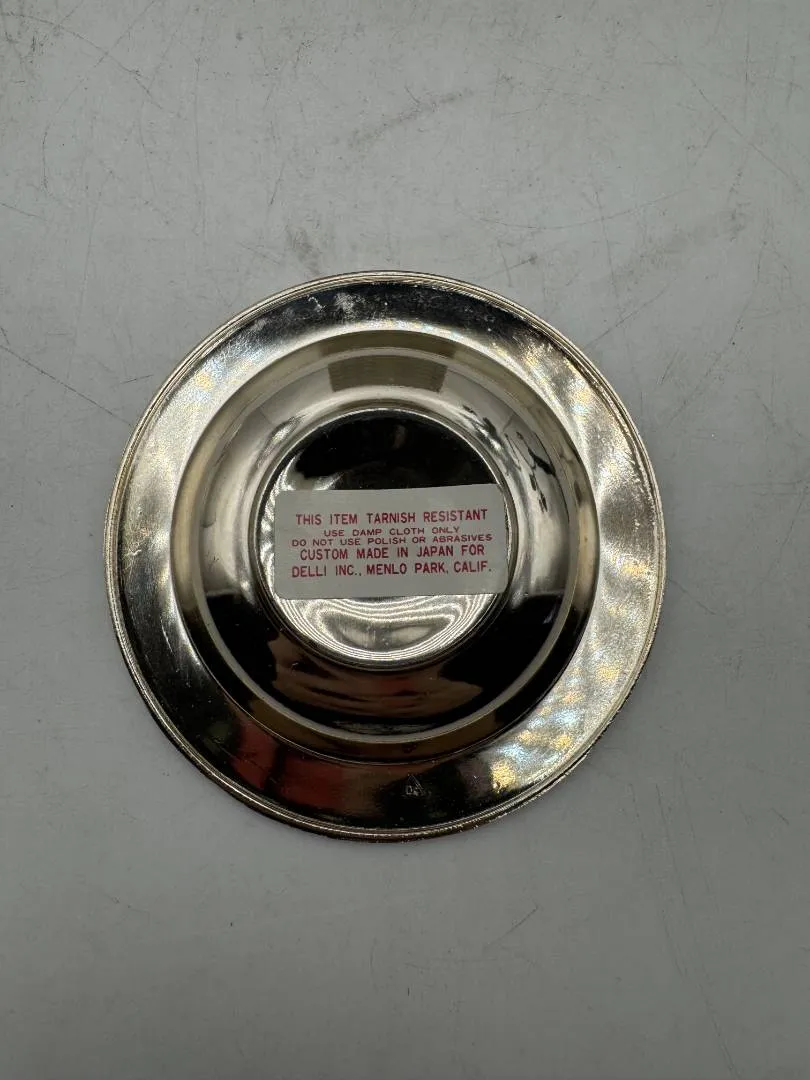 THIS ITEM TARNISH RESISTANT
USE DAMP CLOTH ONLY
DO NOT USE POLISH OR ABRASIVES
CUSTOM MADE IN JAPAN FOR
DELLI INC., MENLO PARK, CALIF.